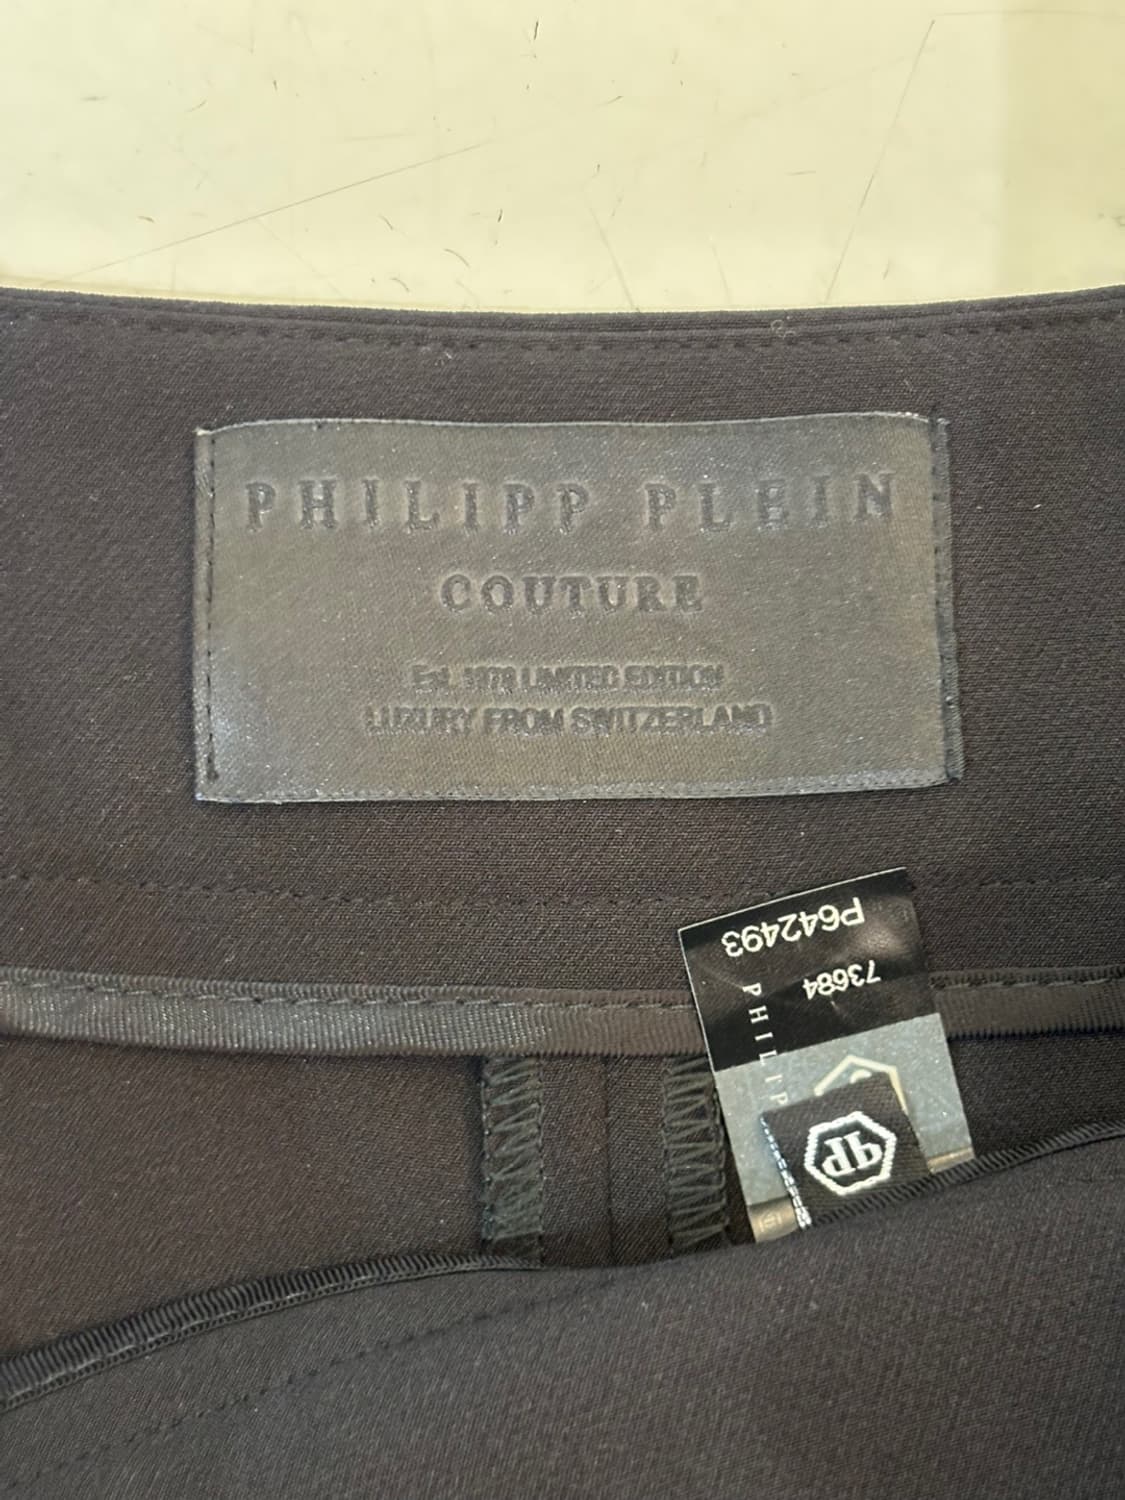 PHILIPP PLEIN
COUTURE
Est. 1978 LIMITED EDITION
LUXURY FROM SWITZERLAND
P642493
73684
PHILIPP